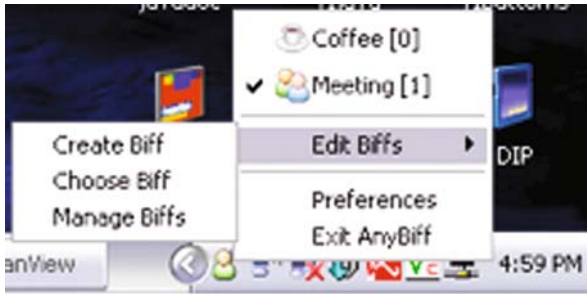 Coffee [0]
Meeting [1]
Edit Biffs
DIP
Create Biff
Choose Biff
Manage Biffs
Preferences
Exit AnyBiff
anView
4:59 PM